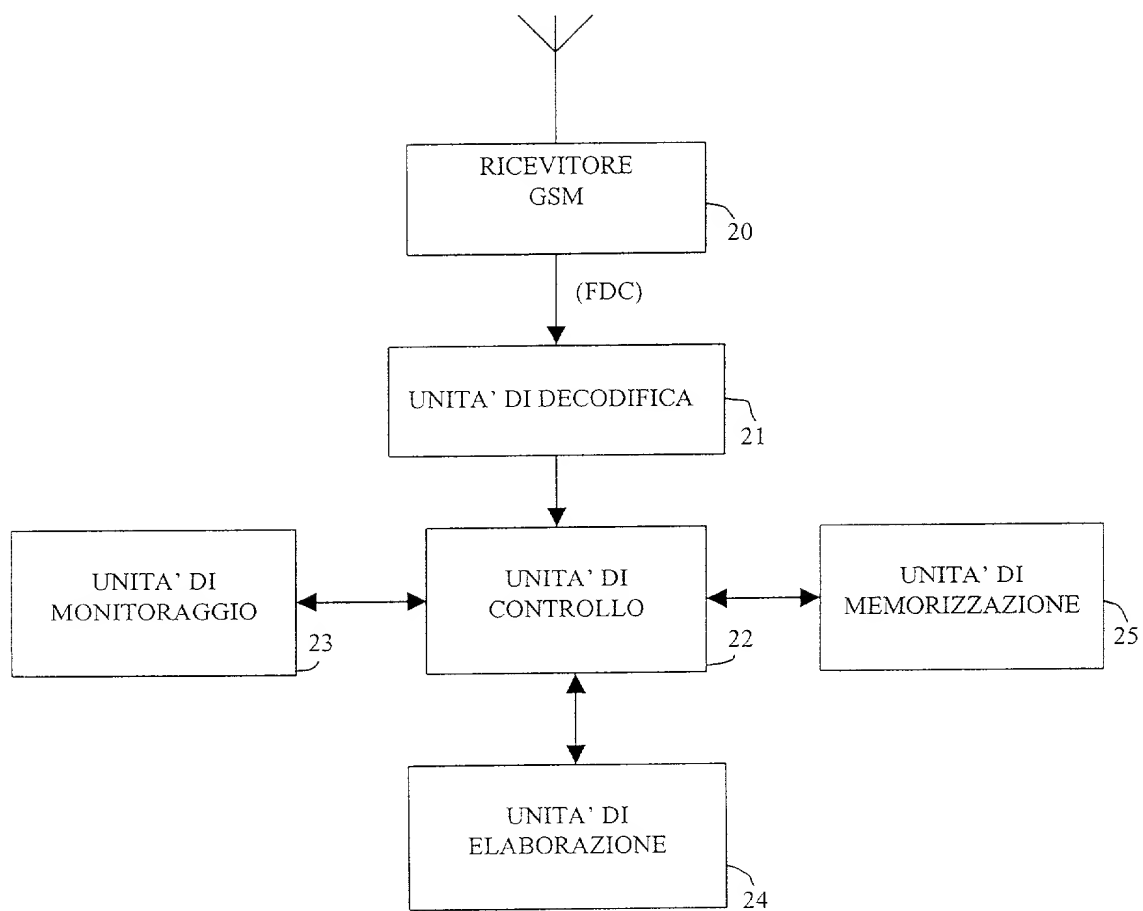 RICEVITORE
GSM
20
(FDC)
UNITA' DI DECODIFICA
21
UNITA' DI
MONITORAGGIO
23
UNITA' DI
CONTROLLO
22
UNITA' DI
MEMORIZZAZIONE
25
UNITA' DI
ELABORAZIONE
24